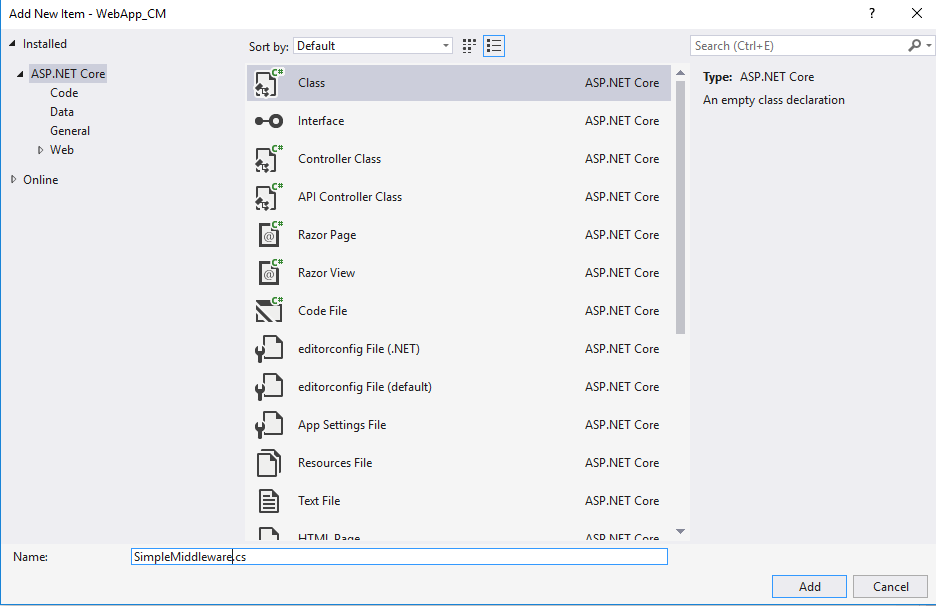 Add New Item - WebApp_CM
?
Installed
Sort by: Default
Search (Ctrl+E)
ASP.NET Core
Code
Data
General
Web
Online
C# Class ASP.NET Core
Interface ASP.NET Core
C# Controller Class ASP.NET Core
C# API Controller Class ASP.NET Core
C# @ Razor Page ASP.NET Core
C# @ Razor View ASP.NET Core
C# Code File ASP.NET Core
editorconfig File (.NET) ASP.NET Core
editorconfig File (default) ASP.NET Core
App Settings File ASP.NET Core
Resources File ASP.NET Core
Text File ASP.NET Core
HTML Page ASP.NET Core
Type: ASP.NET Core
An empty class declaration
Name: SimpleMiddleware.cs
Add Cancel